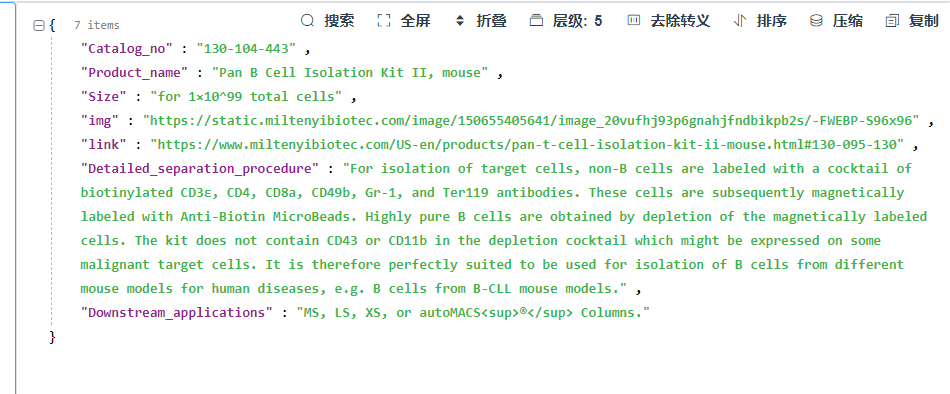 { 7 items 搜索 全屏 折叠 层级: 5 去除转义 排序 压缩 复制
"Catalog_no" : "130-104-443" ,
"Product_name" : "Pan B Cell Isolation Kit II, mouse" ,
"Size" : "for 1×10^99 total cells" ,
"img" : "https://static.miltenyibiotec.com/image/150655405641/image_20vufhj93p6gnahjfndbikpb2s/-FWEBP-S96x96" ,
"link" : "https://www.miltenyibiotec.com/US-en/products/pan-t-cell-isolation-kit-ii-mouse.html#130-095-130" ,
"Detailed_separation_procedure" : "For isolation of target cells, non-B cells are labeled with a cocktail of
biotinylated CD3ε, CD4, CD8a, CD49b, Gr-1, and Ter119 antibodies. These cells are subsequently magnetically
labeled with Anti-Biotin MicroBeads. Highly pure B cells are obtained by depletion of the magnetically labeled
cells. The kit does not contain CD43 or CD11b in the depletion cocktail which might be expressed on some
malignant target cells. It is therefore perfectly suited to be used for isolation of B cells from different
mouse models for human diseases, e.g. B cells from B-CLL mouse models." ,
"Downstream_applications" : "MS, LS, XS, or autoMACS<sup>®</sup> Columns."
}